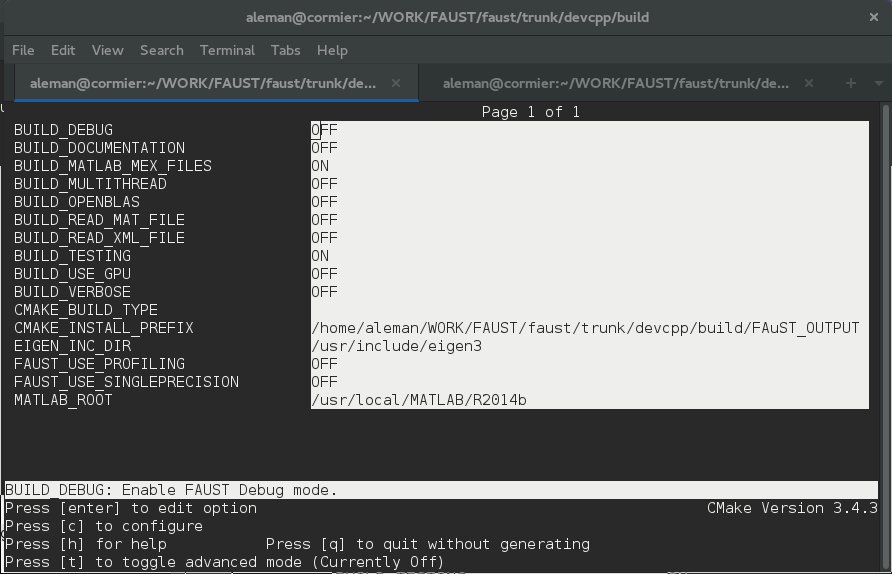 aleman@cormier:~/WORK/FAUST/faust/trunk/devcpp/build
File Edit View Search Terminal Tabs Help
aleman@cormier:~/WORK/FAUST/faust/trunk/de... aleman@cormier:~/WORK/FAUST/faust/trunk/de...
Page 1 of 1
BUILD_DEBUG OFF
BUILD_DOCUMENTATION OFF
BUILD_MATLAB_MEX_FILES ON
BUILD_MULTITHREAD OFF
BUILD_OPENBLAS OFF
BUILD_READ_MAT_FILE OFF
BUILD_READ_XML_FILE OFF
BUILD_TESTING ON
BUILD_USE_GPU OFF
BUILD_VERBOSE OFF
CMAKE_BUILD_TYPE
CMAKE_INSTALL_PREFIX /home/aleman/WORK/FAUST/faust/trunk/devcpp/build/FAuST_OUTPUT
EIGEN_INC_DIR /usr/include/eigen3
FAUST_USE_PROFILING OFF
FAUST_USE_SINGLEPRECISION OFF
MATLAB_ROOT /usr/local/MATLAB/R2014b
BUILD_DEBUG: Enable FAUST Debug mode.
Press [enter] to edit option CMake Version 3.4.3
Press [c] to configure
Press [h] for help Press [q] to quit without generating
Press [t] to toggle advanced mode (Currently Off)